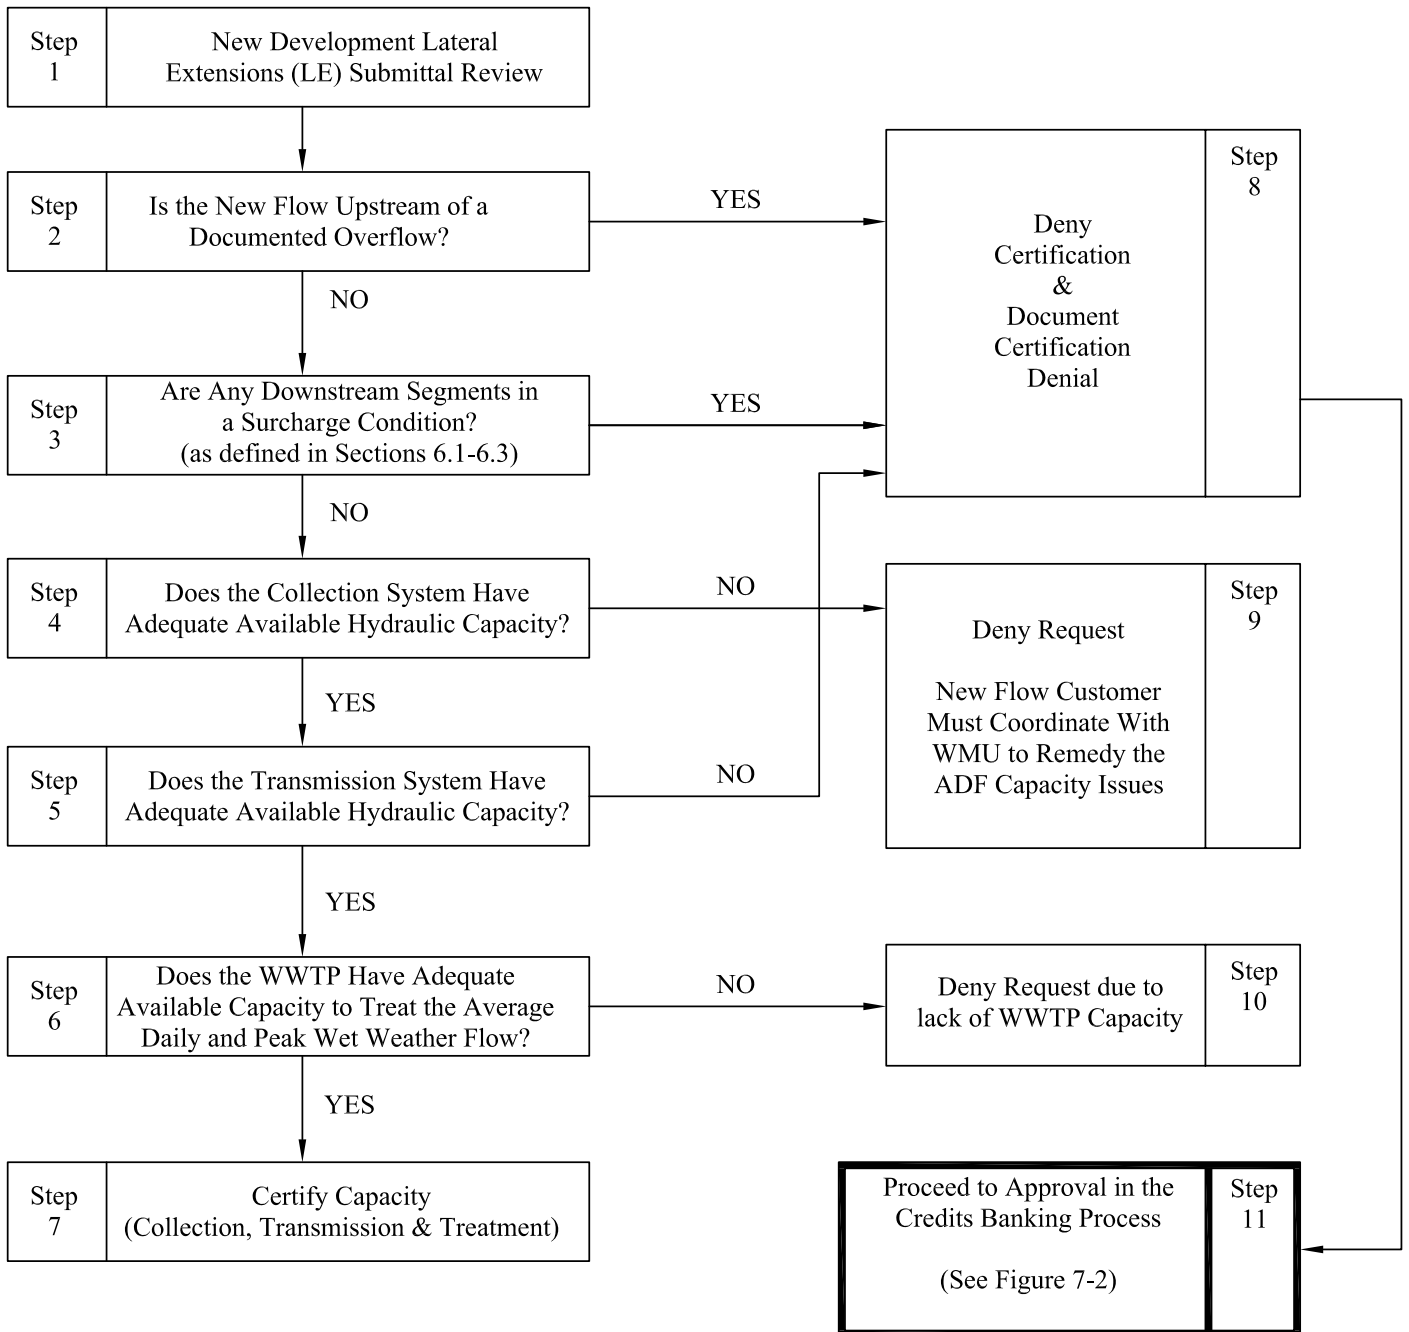 Step
1
New Development Lateral
Extensions (LE) Submittal Review
Step
2
Is the New Flow Upstream of a
Documented Overflow?
YES
NO
Step
3
Are Any Downstream Segments in
a Surcharge Condition?
(as defined in Sections 6.1-6.3)
YES
NO
Step
4
Does the Collection System Have
Adequate Available Hydraulic Capacity?
NO
YES
Step
5
Does the Transmission System Have
Adequate Available Hydraulic Capacity?
NO
YES
Step
6
Does the WWTP Have Adequate
Available Capacity to Treat the Average
Daily and Peak Wet Weather Flow?
NO
YES
Step
7
Certify Capacity
(Collection, Transmission & Treatment)
Deny
Certification
&
Document
Certification
Denial
Step
8
Deny Request
New Flow Customer
Must Coordinate With
WMU to Remedy the
ADF Capacity Issues
Step
9
Deny Request due to
lack of WWTP Capacity
Step
10
Proceed to Approval in the
Credits Banking Process
(See Figure 7-2)
Step
11